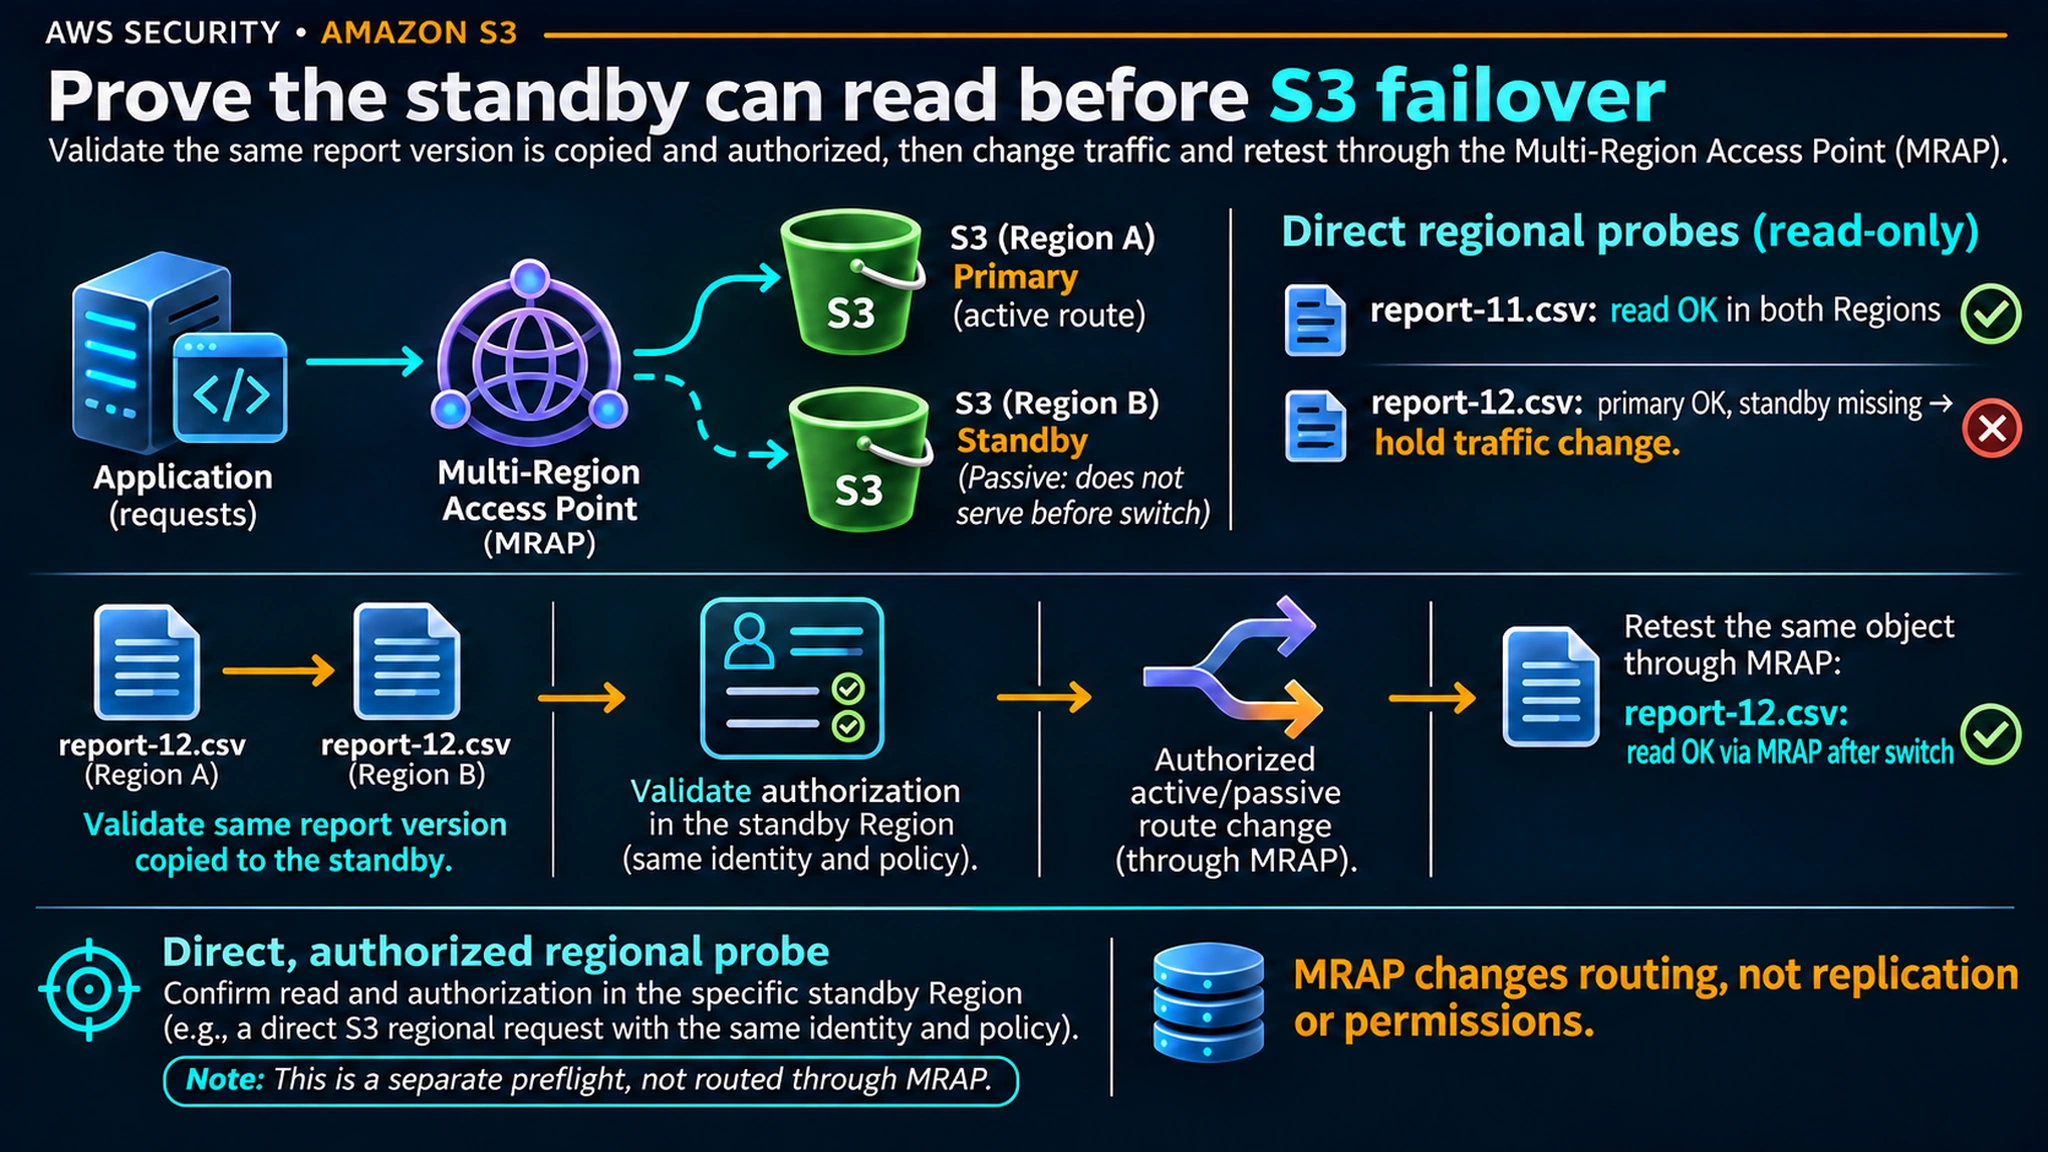 AWS SECURITY • AMAZON S3
Prove the standby can read before S3 failover
Validate the same report version is copied and authorized, then change traffic and retest through the Multi-Region Access Point (MRAP).
Application
(requests)
Multi-Region
Access Point
(MRAP)
S3
S3 (Region A)
Primary
(active route)
S3
S3 (Region B)
Standby
(Passive: does not
serve before switch)
Direct regional probes (read-only)
report-11.csv: read OK in both Regions
report-12.csv: primary OK, standby missing →
hold traffic change.
report-12.csv
(Region A)
report-12.csv
(Region B)
Validate same report version
copied to the standby.
Validate authorization
in the standby Region
(same identity and policy).
Authorized
active/passive
route change
(through MRAP).
Retest the same object
through MRAP:
report-12.csv:
read OK via MRAP after switch
Direct, authorized regional probe
Confirm read and authorization in the specific standby Region
(e.g., a direct S3 regional request with the same identity and policy).
Note: This is a separate preflight, not routed through MRAP.
MRAP changes routing, not replication
or permissions.